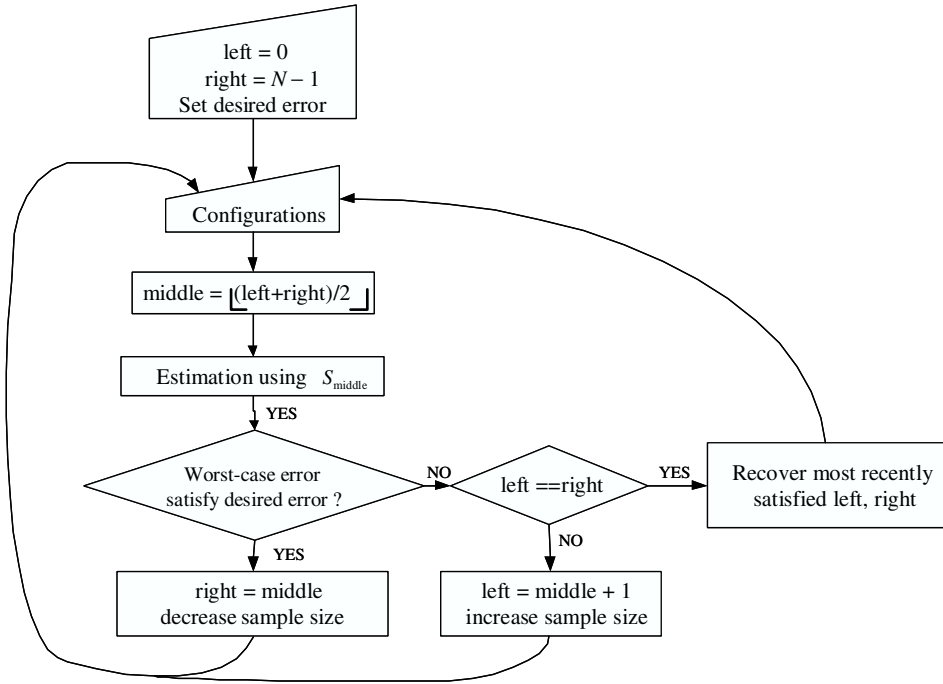 left = 0
right = N − 1
Set desired error
Configurations
middle = ⌊(left+right)/2⌋
Estimation using S_middle
YES
Worst-case error
satisfy desired error ?
NO
left ==right
YES
Recover most recently
satisfied left, right
YES
NO
right = middle
decrease sample size
left = middle + 1
increase sample size